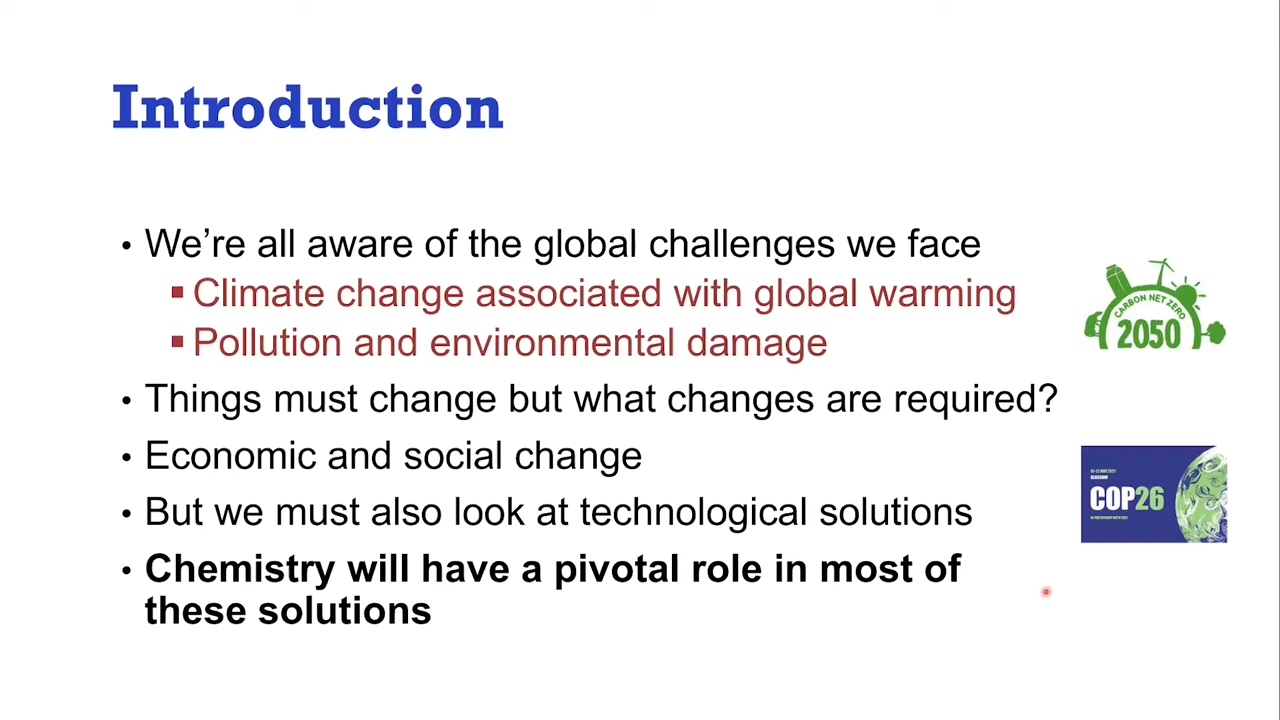 Introduction
• We’re all aware of the global challenges we face
▪ Climate change associated with global warming
▪ Pollution and environmental damage
• Things must change but what changes are required?
• Economic and social change
• But we must also look at technological solutions
• Chemistry will have a pivotal role in most of
these solutions
CARBON NET ZERO
2050
GLASGOW
COP26